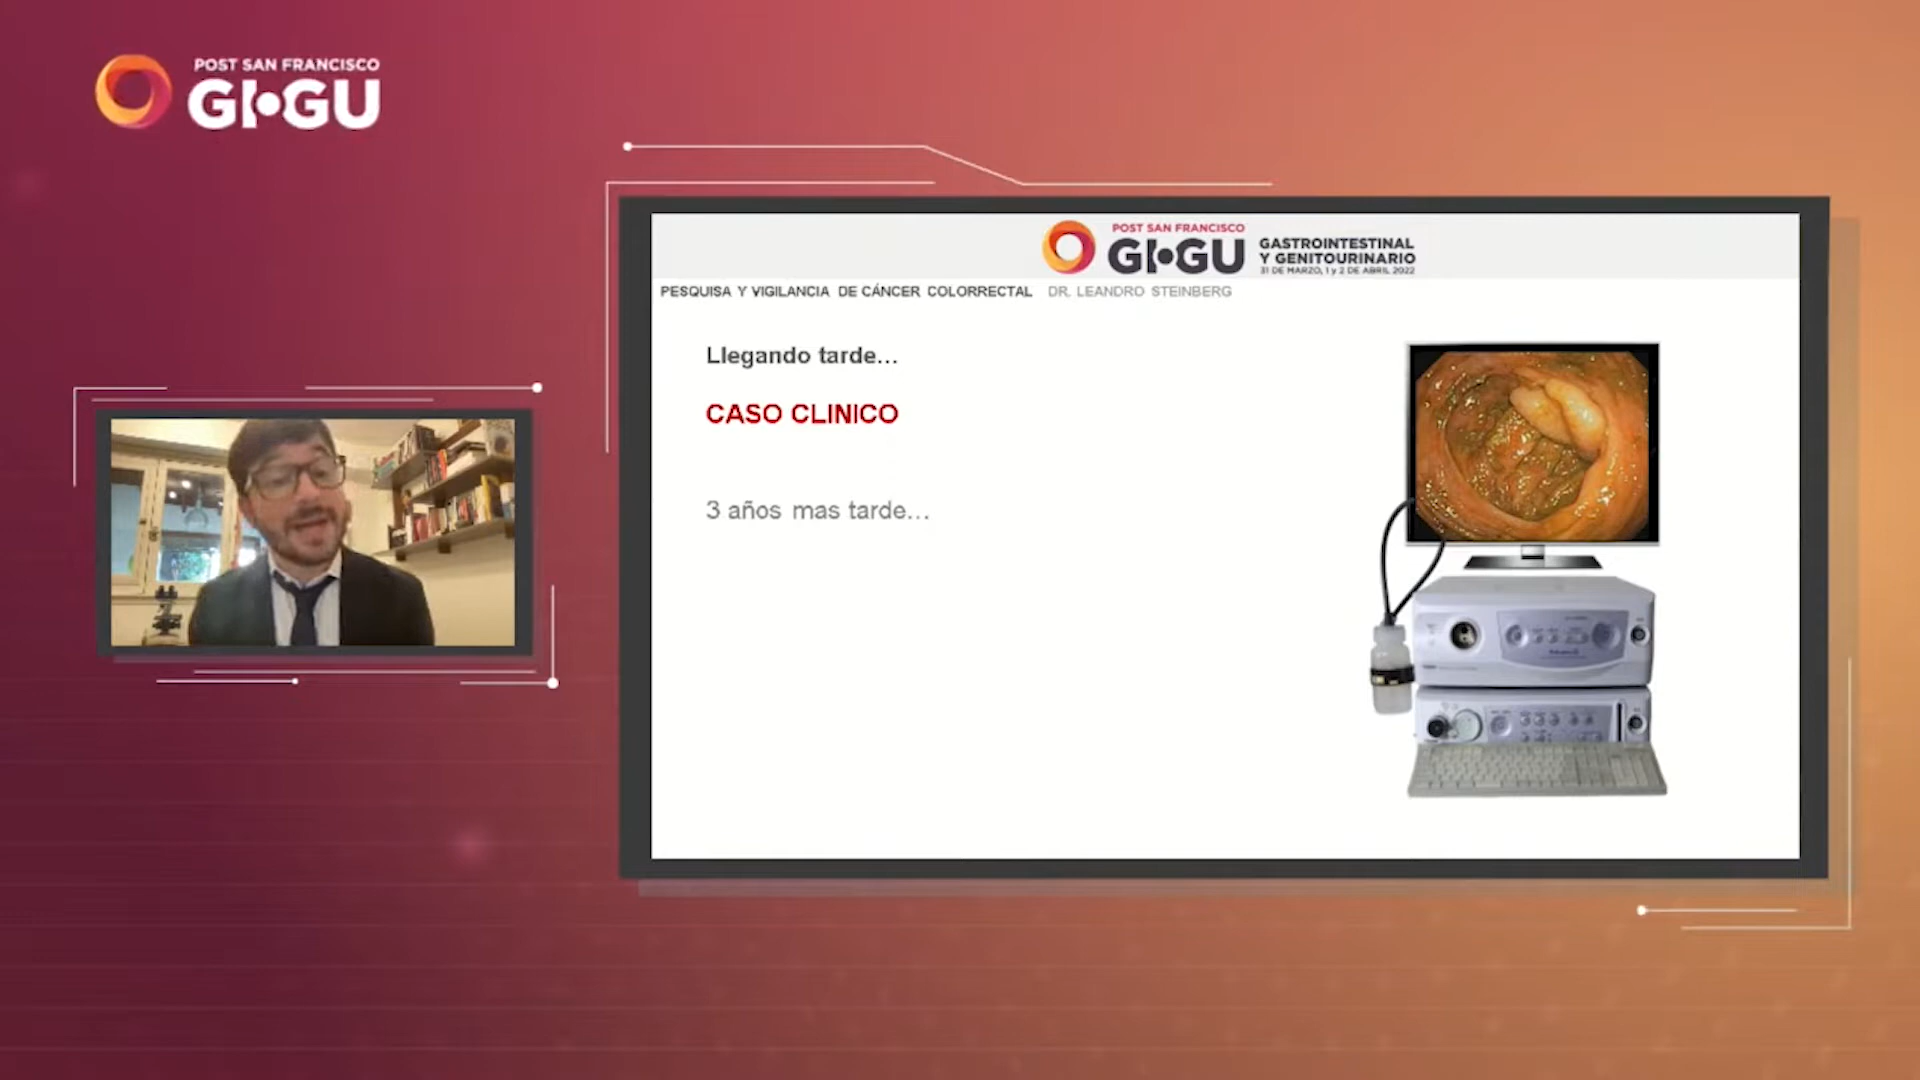 POST SAN FRANCISCO
GI•GU
POST SAN FRANCISCO
GI•GU
GASTROINTESTINAL
Y GENITOURINARIO
31 DE MARZO, 1 y 2 DE ABRIL 2022
PESQUISA Y VIGILANCIA DE CÁNCER COLORRECTAL DR. LEANDRO STEINBERG
Llegando tarde...
CASO CLINICO
3 años mas tarde...